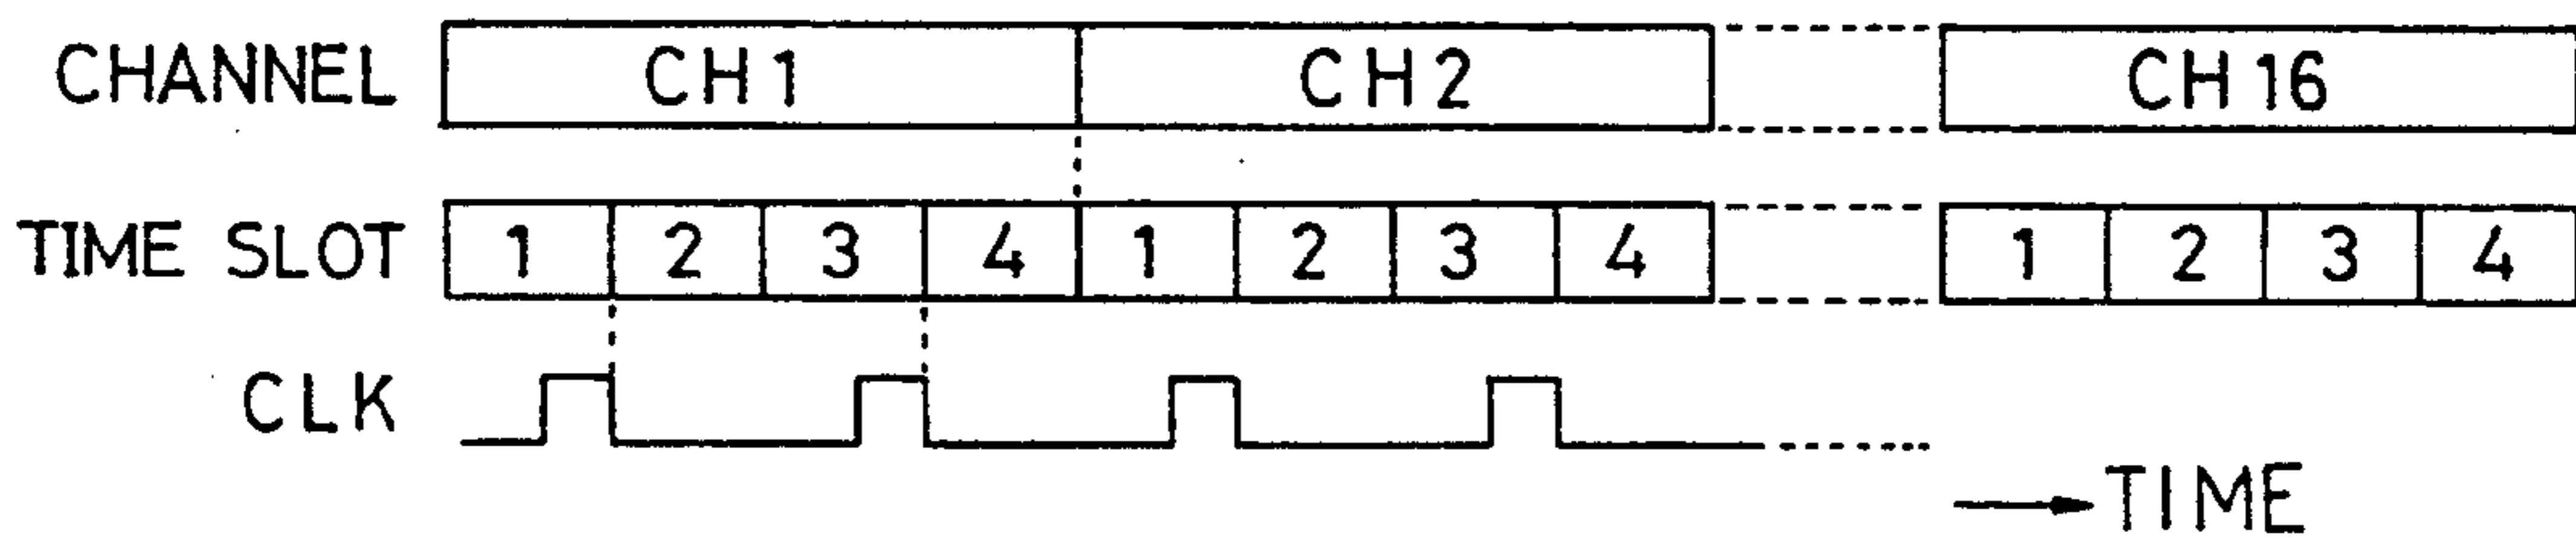 CHANNEL CH1 CH2 CH16
TIME SLOT 1 2 3 4 1 2 3 4 1 2 3 4
CLK
TIME